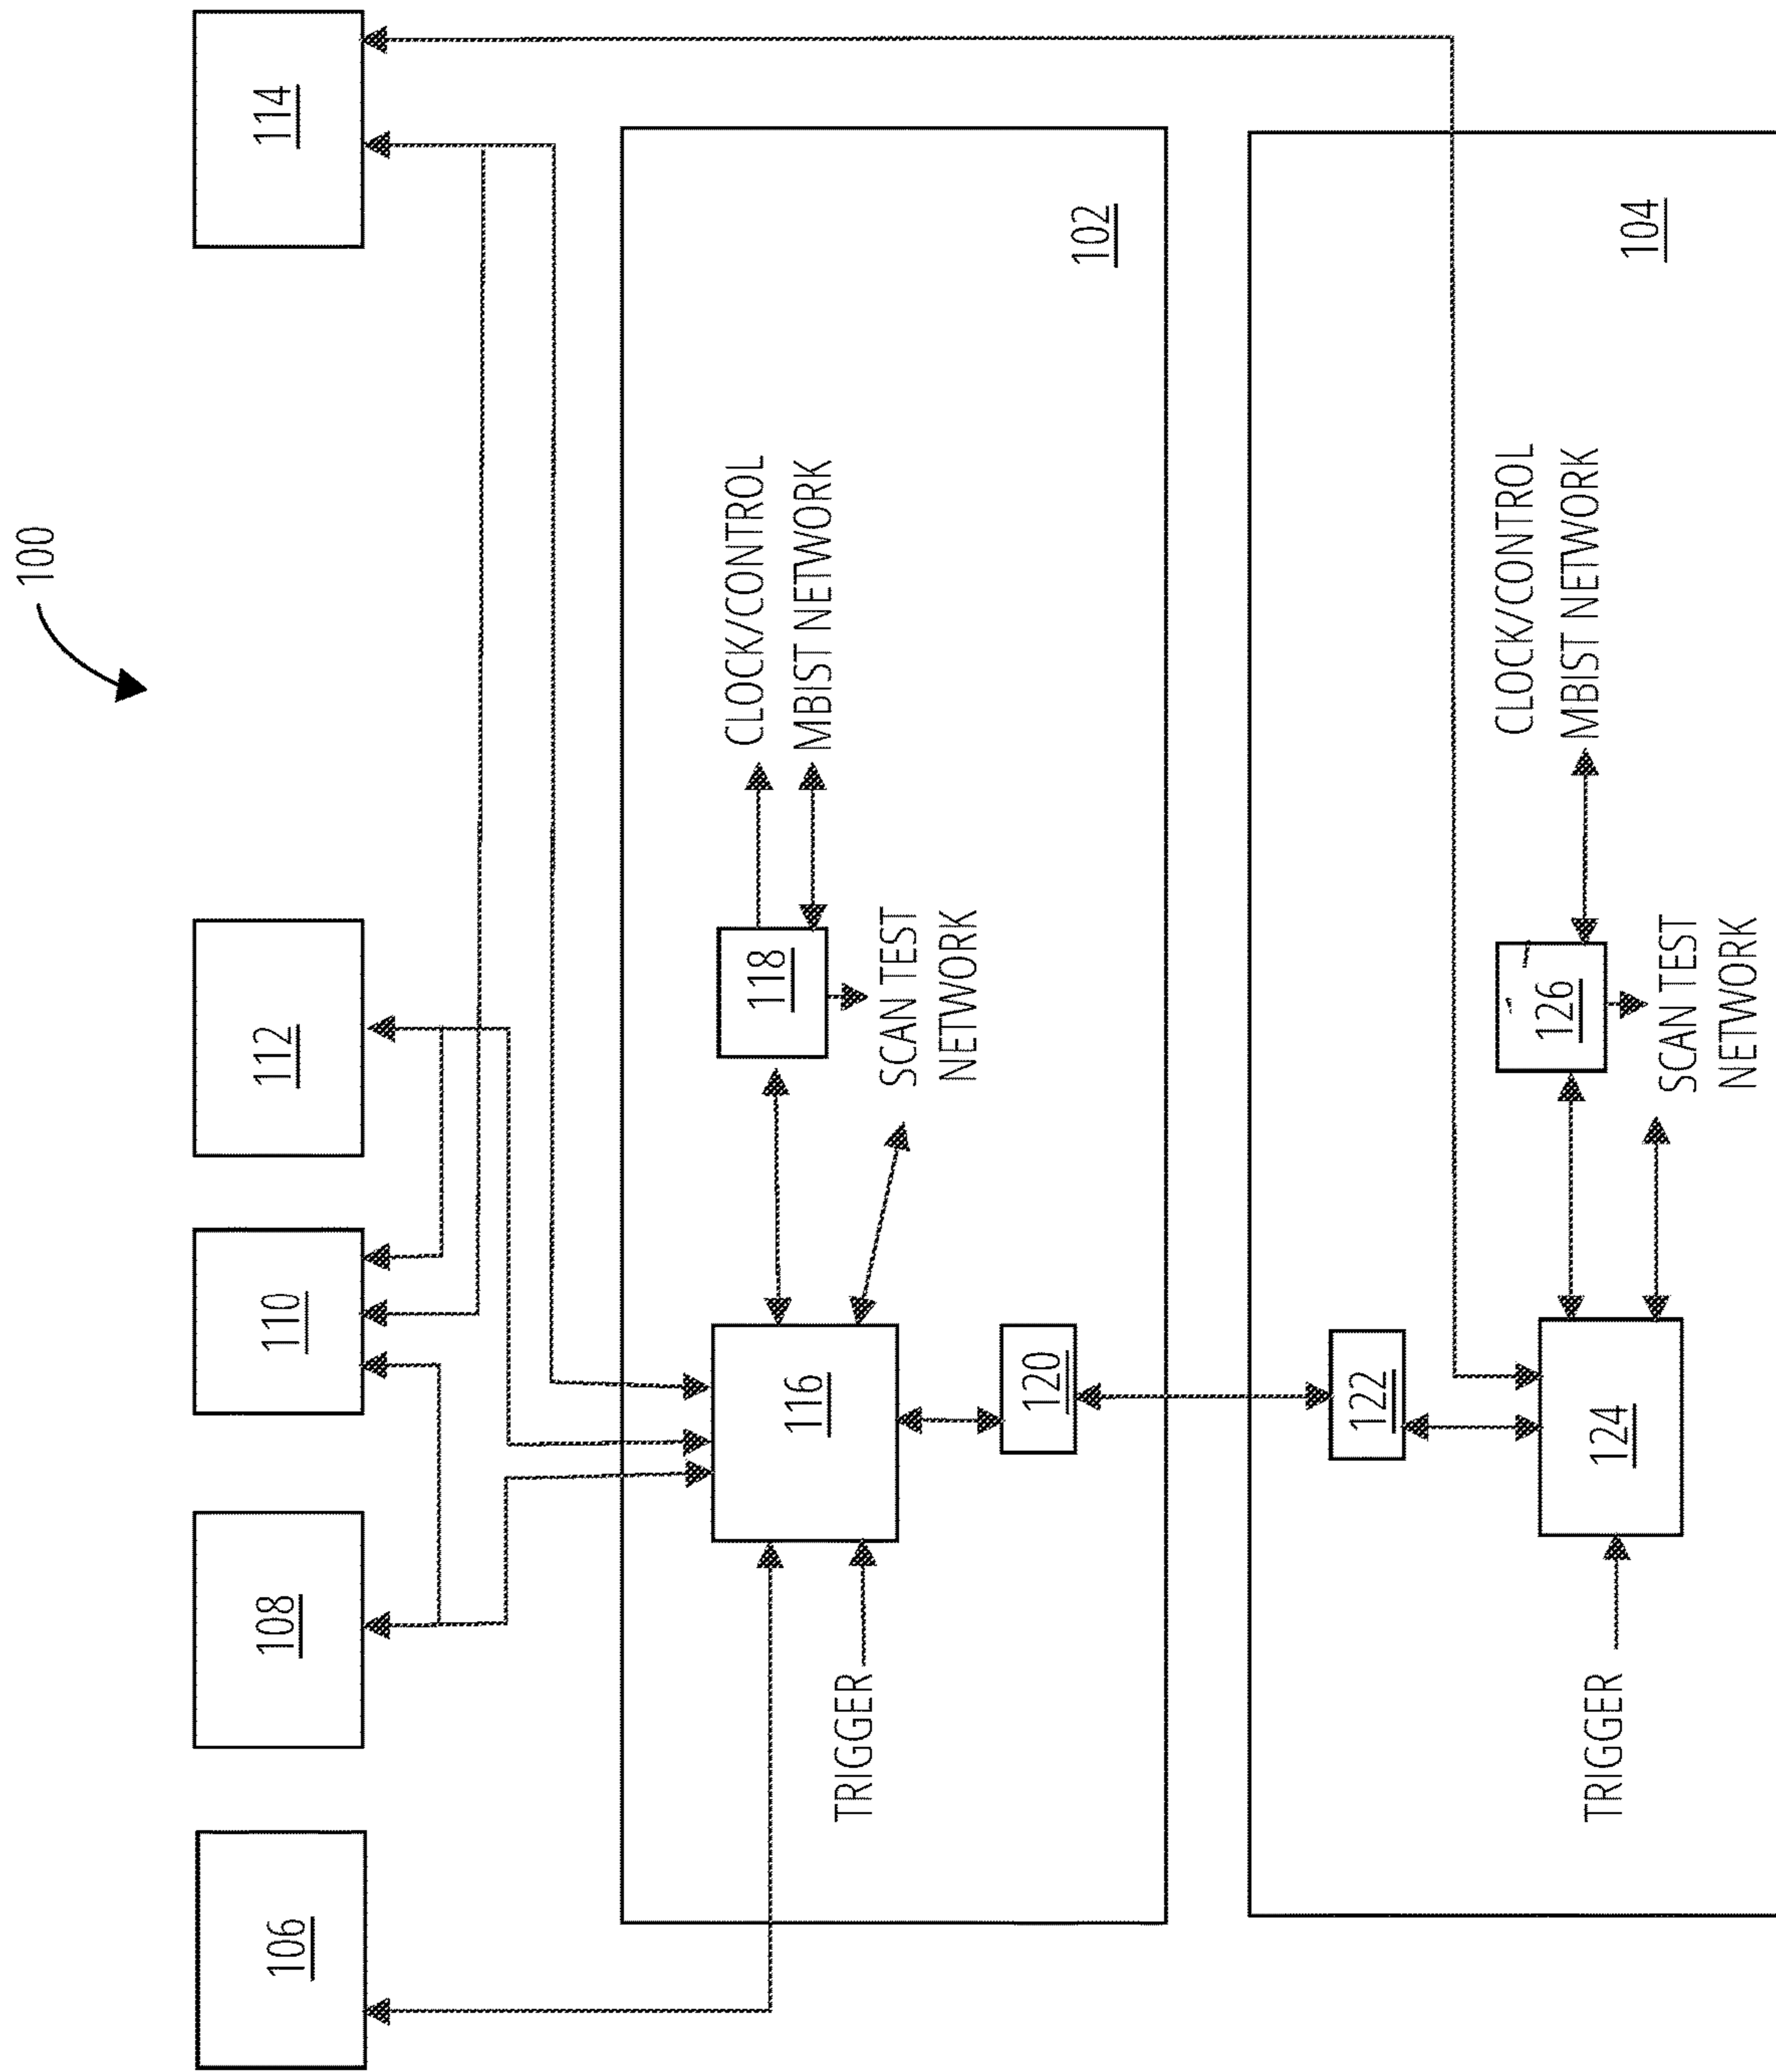 100
106
108
110
112
114
116
TRIGGER
118
CLOCK/CONTROL
MBIST NETWORK
SCAN TEST
NETWORK
120
102
122
124
TRIGGER
126
CLOCK/CONTROL
MBIST NETWORK
SCAN TEST
NETWORK
104